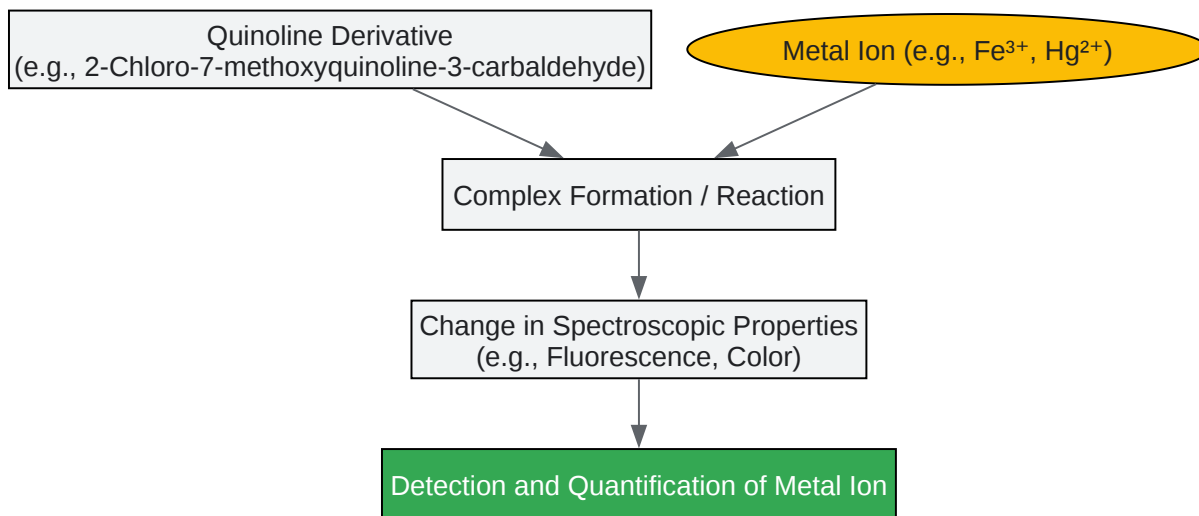 Quinoline Derivative
(e.g., 2-Chloro-7-methoxyquinoline-3-carbaldehyde)
Metal Ion (e.g., Fe³⁺, Hg²⁺)
Complex Formation / Reaction
Change in Spectroscopic Properties
(e.g., Fluorescence, Color)
Detection and Quantification of Metal Ion